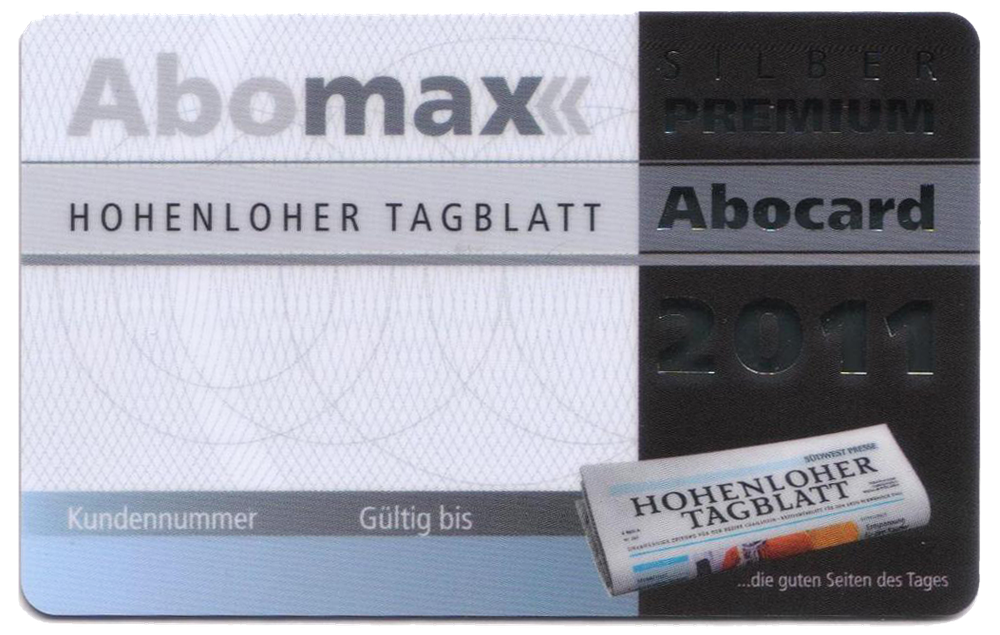 Abomax«
SILBER
PREMIUM
HOHENLOHER TAGBLATT
Abocard
2011
SÜDWEST PRESSE
HOHENLOHER
TAGBLATT
Kundennummer
Gültig bis
...die guten Seiten des Tages